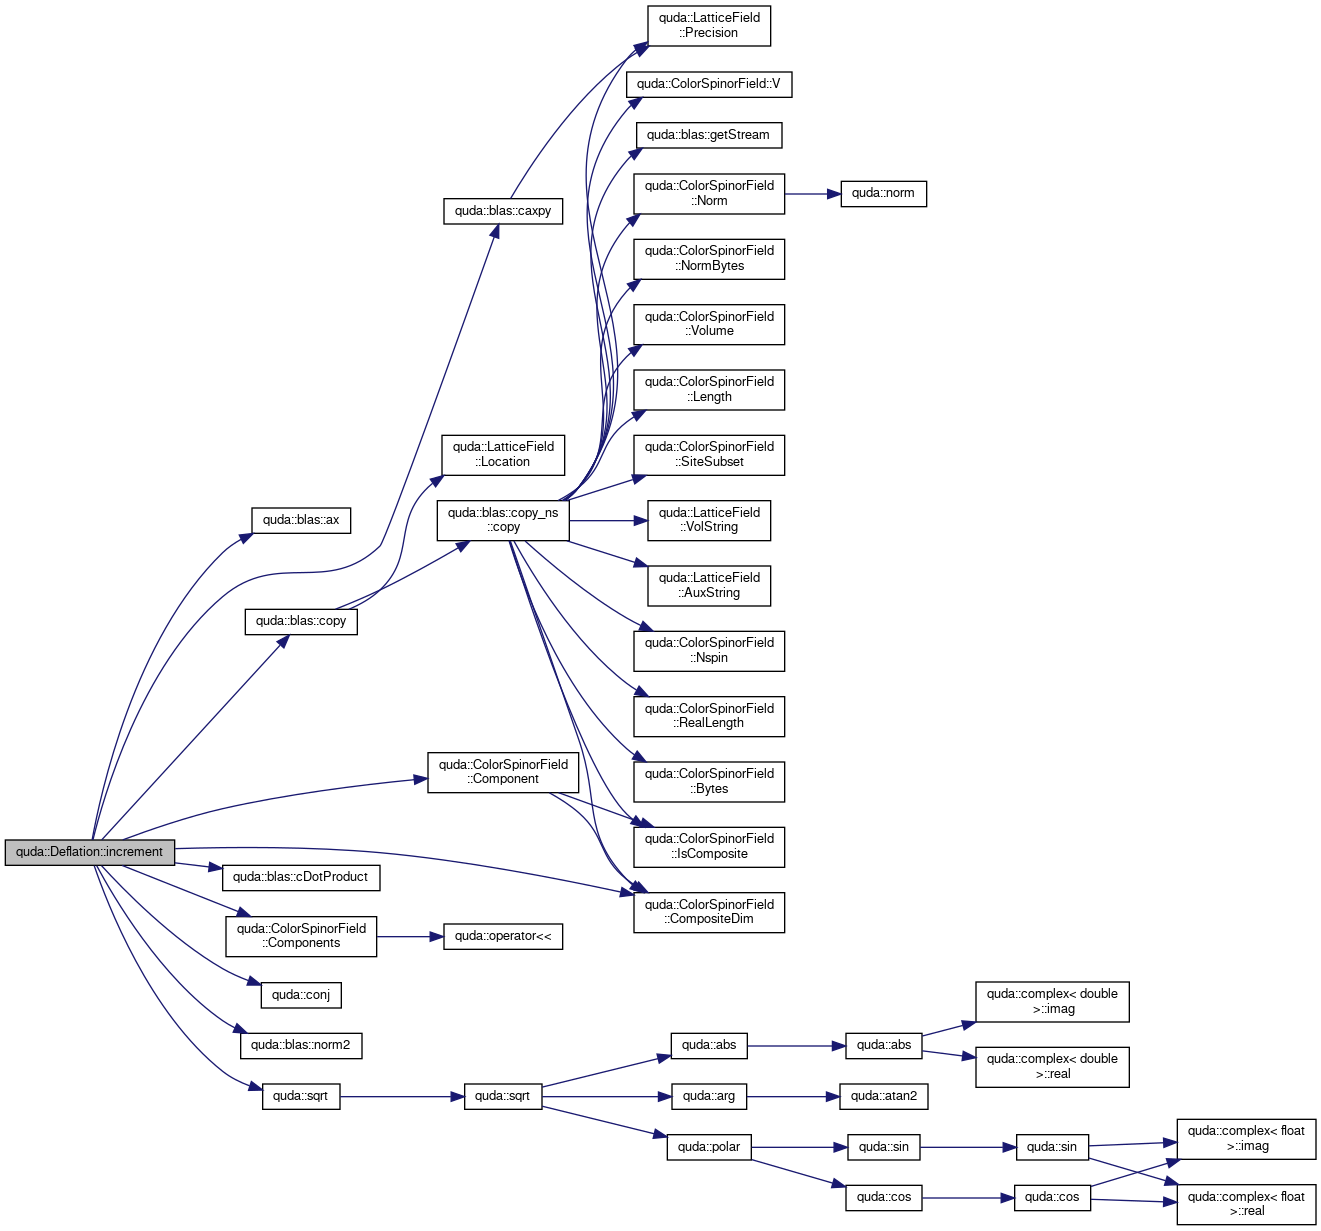 quda::LatticeField
::Precision
quda::ColorSpinorField::V
quda::blas::getStream
quda::ColorSpinorField
::Norm
quda::norm
quda::blas::caxpy
quda::ColorSpinorField
::NormBytes
quda::ColorSpinorField
::Volume
quda::ColorSpinorField
::Length
quda::LatticeField
::Location
quda::ColorSpinorField
::SiteSubset
quda::blas::ax
quda::blas::copy_ns
::copy
quda::LatticeField
::VolString
quda::LatticeField
::AuxString
quda::blas::copy
quda::ColorSpinorField
::Nspin
quda::ColorSpinorField
::RealLength
quda::ColorSpinorField
::Component
quda::ColorSpinorField
::Bytes
quda::Deflation::increment
quda::ColorSpinorField
::IsComposite
quda::blas::cDotProduct
quda::ColorSpinorField
::CompositeDim
quda::ColorSpinorField
::Components
quda::operator<<
quda::conj
quda::complex< double
>::imag
quda::blas::norm2
quda::abs
quda::abs
quda::complex< double
>::real
quda::sqrt
quda::sqrt
quda::arg
quda::atan2
quda::polar
quda::sin
quda::sin
quda::complex< float
>::imag
quda::cos
quda::cos
quda::complex< float
>::real